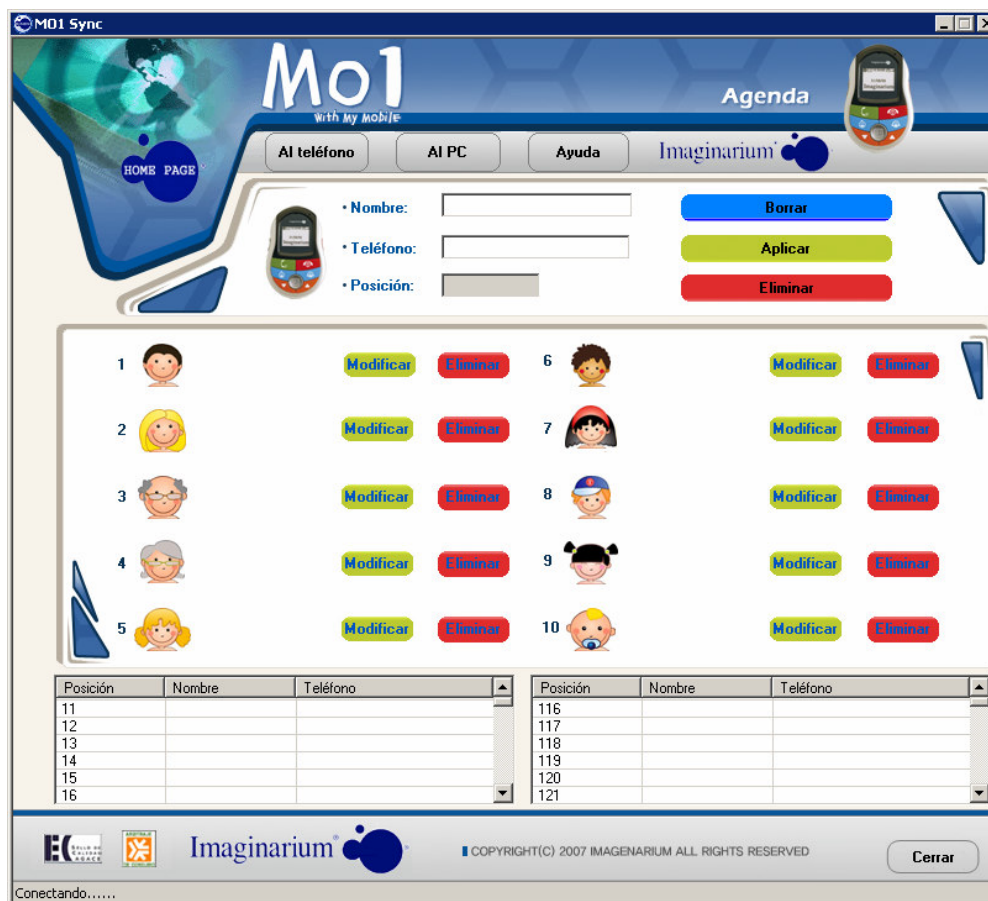 MO1 Sync
Mo1
With My Mobile
Agenda
HOME PAGE
Al teléfono
Al PC
Ayuda
Imaginarium
• Nombre:
Borrar
• Teléfono:
Aplicar
• Posición:
Eliminar
1 Modificar Eliminar 6 Modificar Eliminar
2 Modificar Eliminar 7 Modificar Eliminar
3 Modificar Eliminar 8 Modificar Eliminar
4 Modificar Eliminar 9 Modificar Eliminar
5 Modificar Eliminar 10 Modificar Eliminar
Posición Nombre Teléfono Posición Nombre Teléfono
11 116
12 117
13 118
14 119
15 120
16 121
Imaginarium
COPYRIGHT(C) 2007 IMAGENARIUM ALL RIGHTS RESERVED
Cerrar
Conectando......